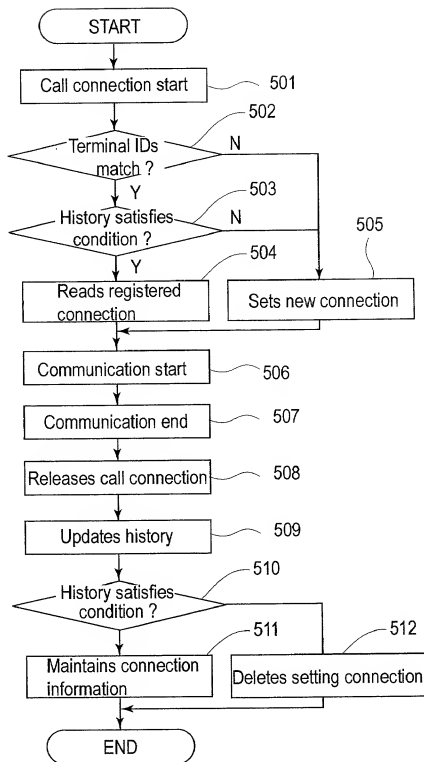 START
Call connection start
501
502
Terminal IDs
match ?
N
Y
503
History satisfies
condition ?
N
Y
504
505
Reads registered
connection
Sets new connection
Communication start
506
Communication end
507
Releases call connection
508
Updates history
509
510
History satisfies
condition ?
511
512
Maintains connection
information
Deletes setting connection
END